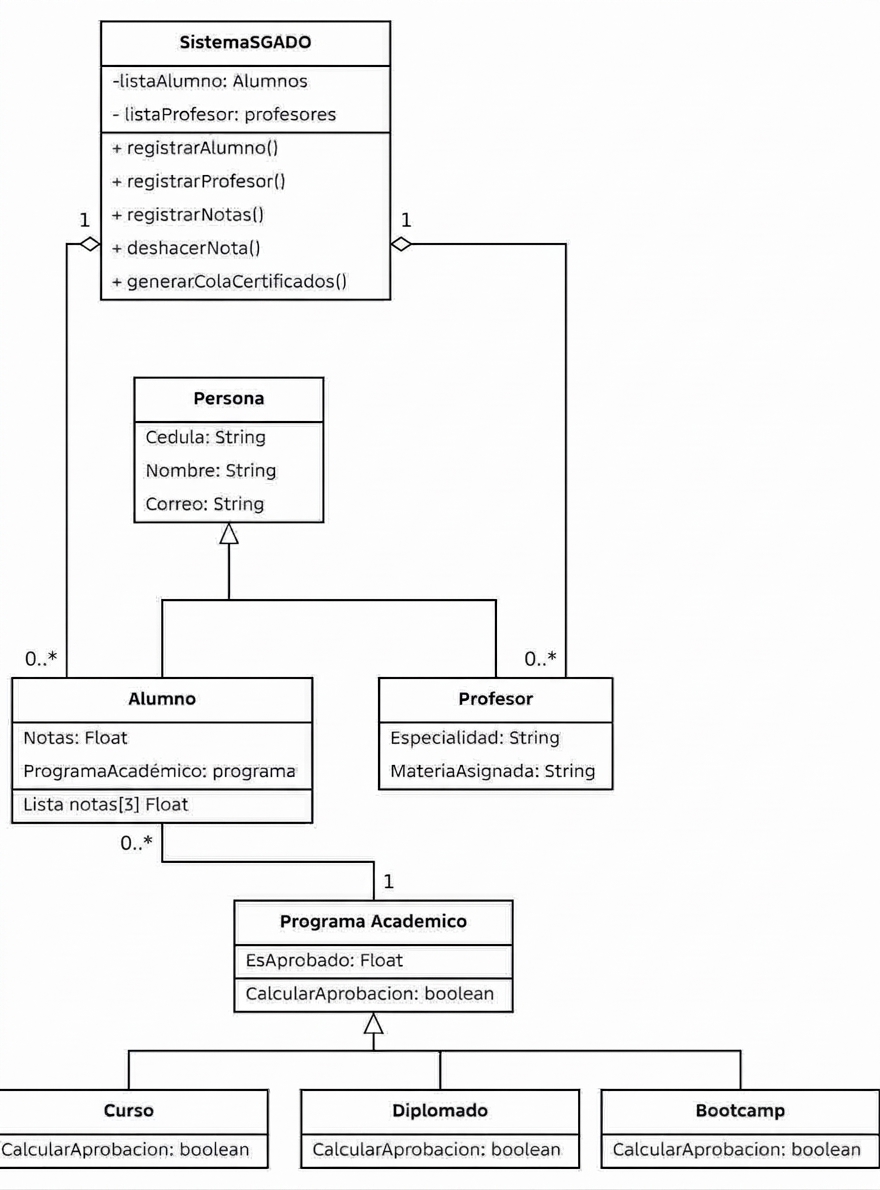 SistemaSGADO
-listaAlumno: Alumnos
- listaProfesor: profesores
+ registrarAlumno()
+ registrarProfesor()
+ registrarNotas()
+ deshacerNota()
+ generarColaCertificados()
1
1
Persona
Cedula: String
Nombre: String
Correo: String
0..*
0..*
Alumno
Notas: Float
ProgramaAcadémico: programa
Lista notas[3] Float
Profesor
Especialidad: String
MateriaAsignada: String
0..*
1
Programa Academico
EsAprobado: Float
CalcularAprobacion: boolean
Curso
CalcularAprobacion: boolean
Diplomado
CalcularAprobacion: boolean
Bootcamp
CalcularAprobacion: boolean